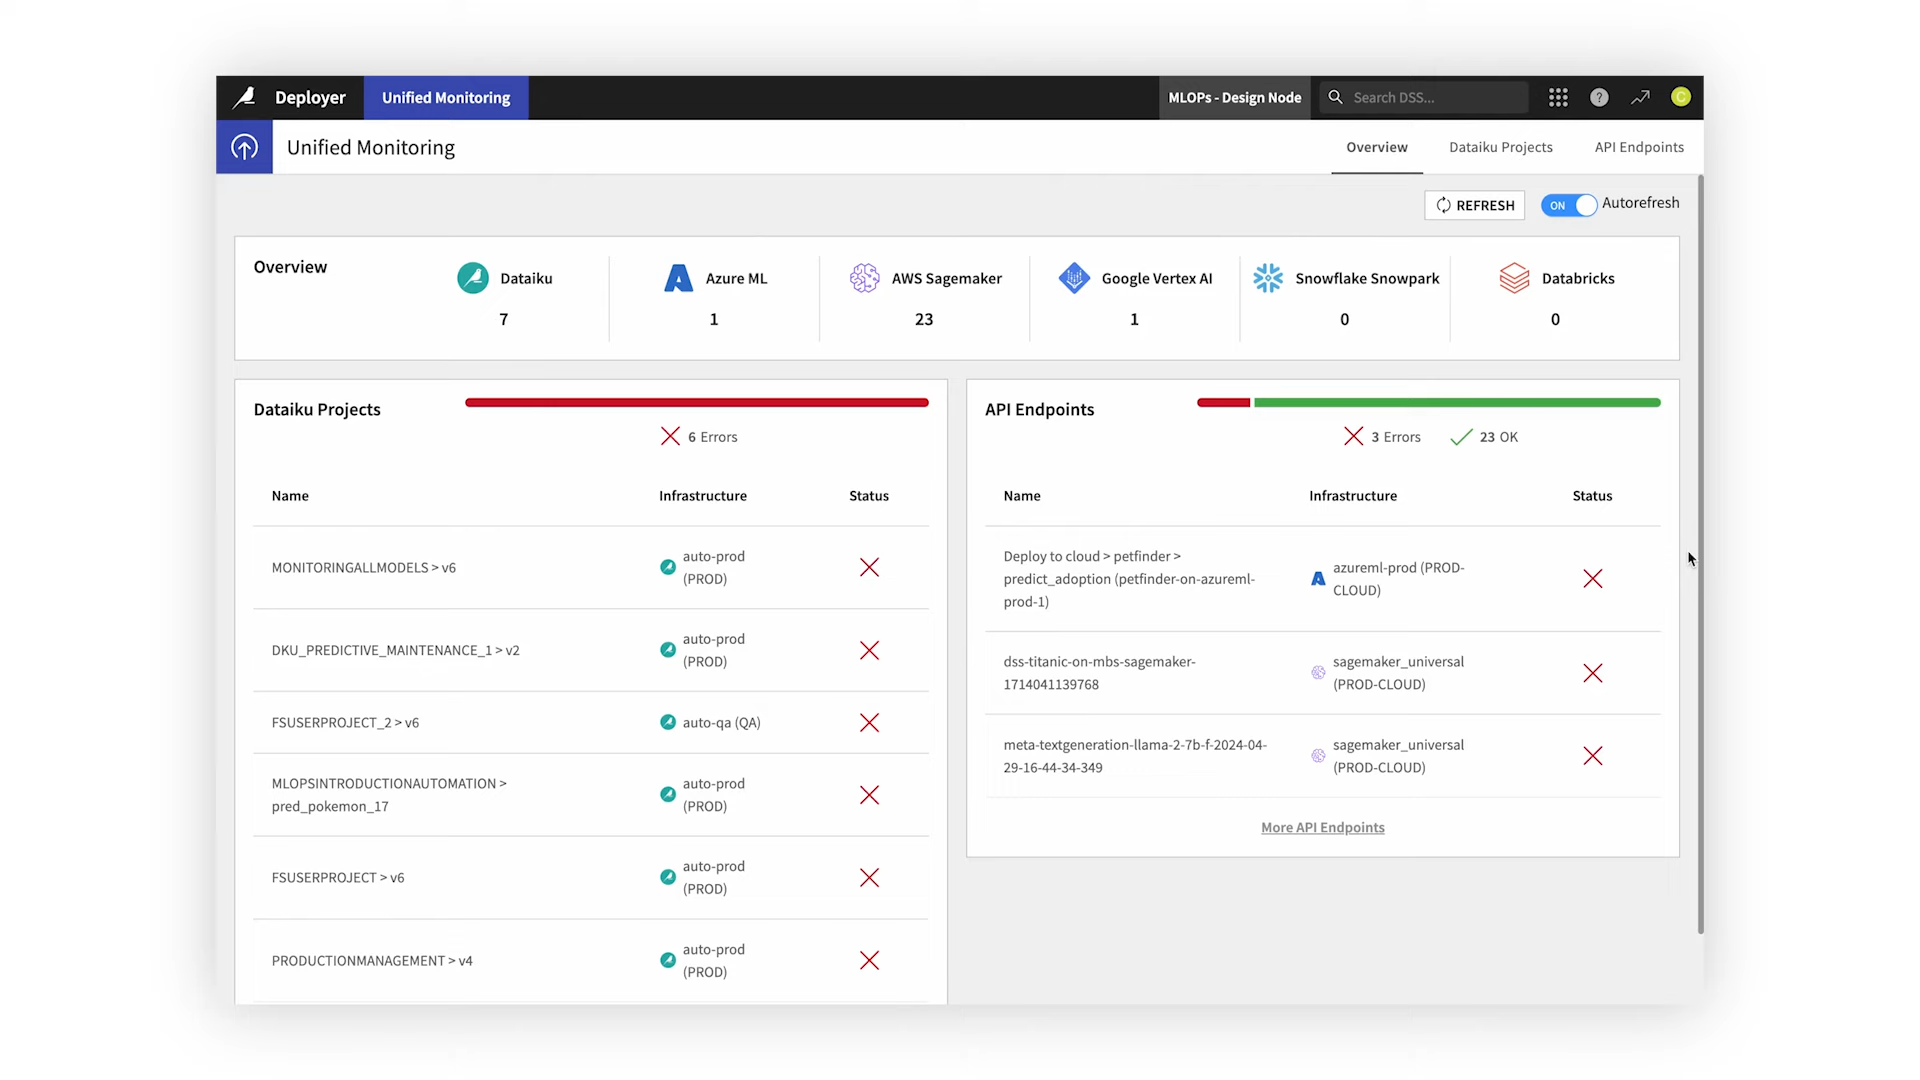 Deployer
Unified Monitoring
MLOPs - Design Node
Search DSS...
?
C
Unified Monitoring
Overview
Dataiku Projects
API Endpoints
REFRESH
ON
Autorefresh
Overview
Dataiku
7
Azure ML
1
AWS Sagemaker
23
Google Vertex AI
1
Snowflake Snowpark
0
Databricks
0
Dataiku Projects
6 Errors
Name
Infrastructure
Status
MONITORINGALLMODELS > v6
auto-prod
(PROD)
DKU_PREDICTIVE_MAINTENANCE_1 > v2
auto-prod
(PROD)
FSUSERPROJECT_2 > v6
auto-qa (QA)
MLOPSINTRODUCTIONAUTOMATION >
pred_pokemon_17
auto-prod
(PROD)
FSUSERPROJECT > v6
auto-prod
(PROD)
PRODUCTIONMANAGEMENT > v4
auto-prod
(PROD)
API Endpoints
3 Errors
23 OK
Name
Infrastructure
Status
Deploy to cloud > petfinder >
predict_adoption (petfinder-on-azureml-
prod-1)
azureml-prod (PROD-
CLOUD)
dss-titanic-on-mbs-sagemaker-
1714041139768
sagemaker_universal
(PROD-CLOUD)
meta-textgeneration-llama-2-7b-f-2024-04-
29-16-44-34-349
sagemaker_universal
(PROD-CLOUD)
More API Endpoints